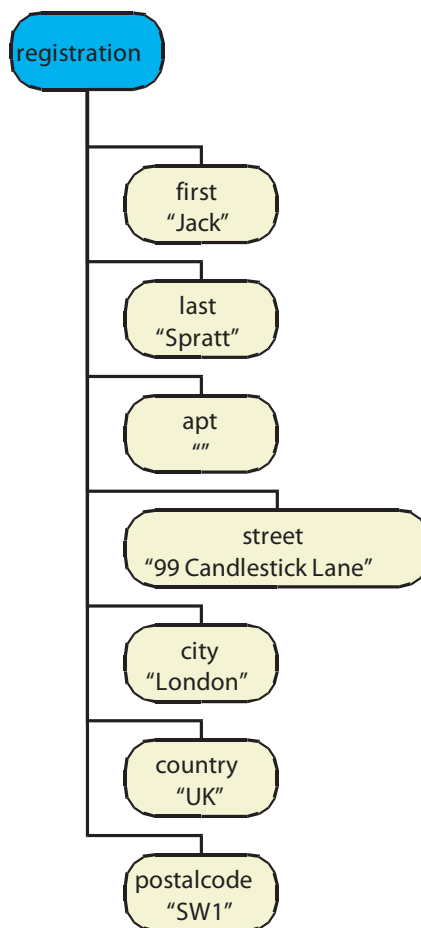 registration
first
“Jack”
last
“Spratt”
apt
“”
street
“99 Candlestick Lane”
city
“London”
country
“UK”
postalcode
“SW1”